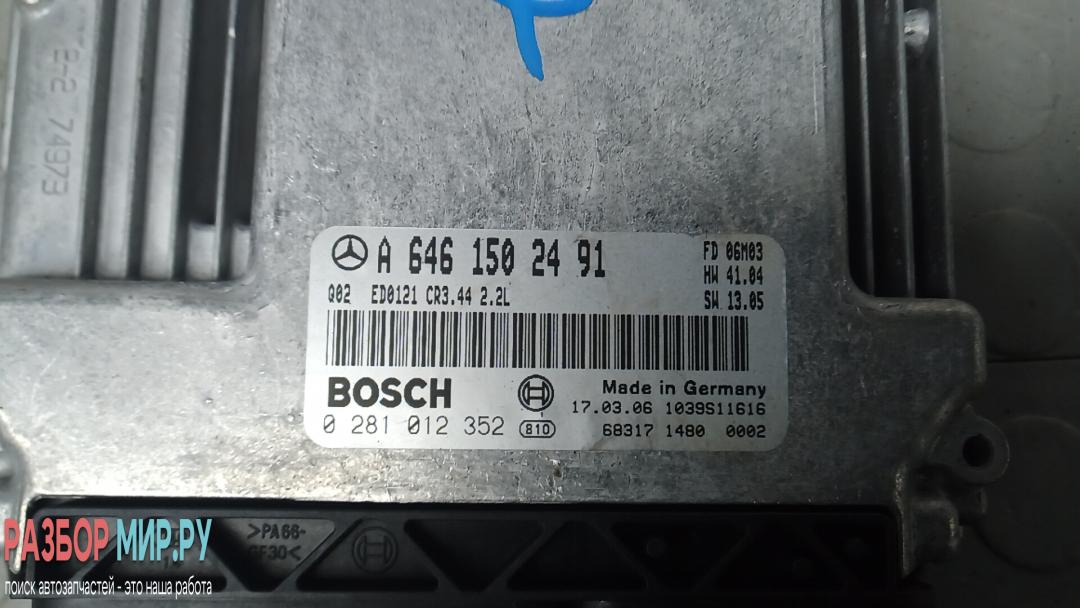 2-2 74973
A 646 150 24 91
FD 06M03
HW 41.04
Q02 ED0121 CR3.44 2.2L
SW 13.05
BOSCH
Made in Germany
17.03.06 1039S11616
0 281 012 352 810
68317 1480 0002
>PA66-
GF30<
РАЗБОР МИР.РУ
поиск автозапчастей - это наша работа